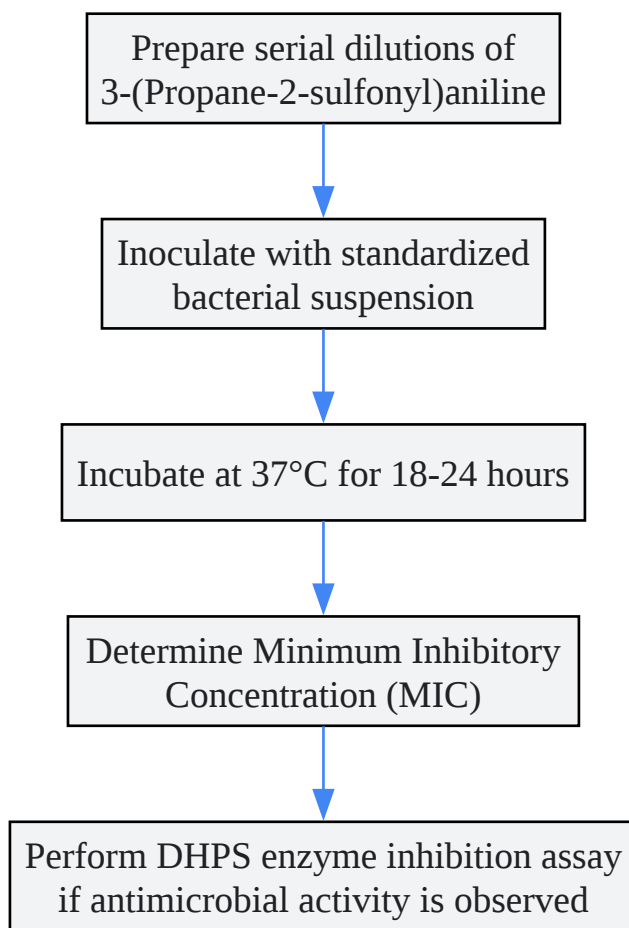 Prepare serial dilutions of
3-(Propane-2-sulfonyl)aniline
Inoculate with standardized
bacterial suspension
Incubate at 37°C for 18-24 hours
Determine Minimum Inhibitory
Concentration (MIC)
Perform DHPS enzyme inhibition assay
if antimicrobial activity is observed